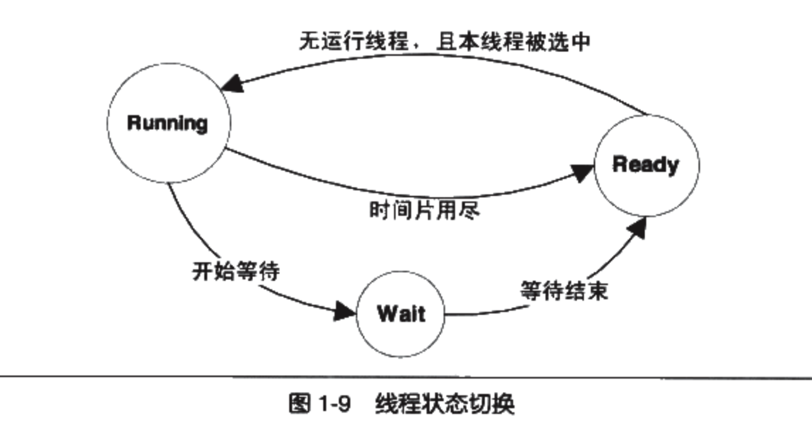 无运行线程，且本线程被选中
Running
Ready
时间片用尽
开始等待
等待结束
Wait
图 1-9 线程状态切换